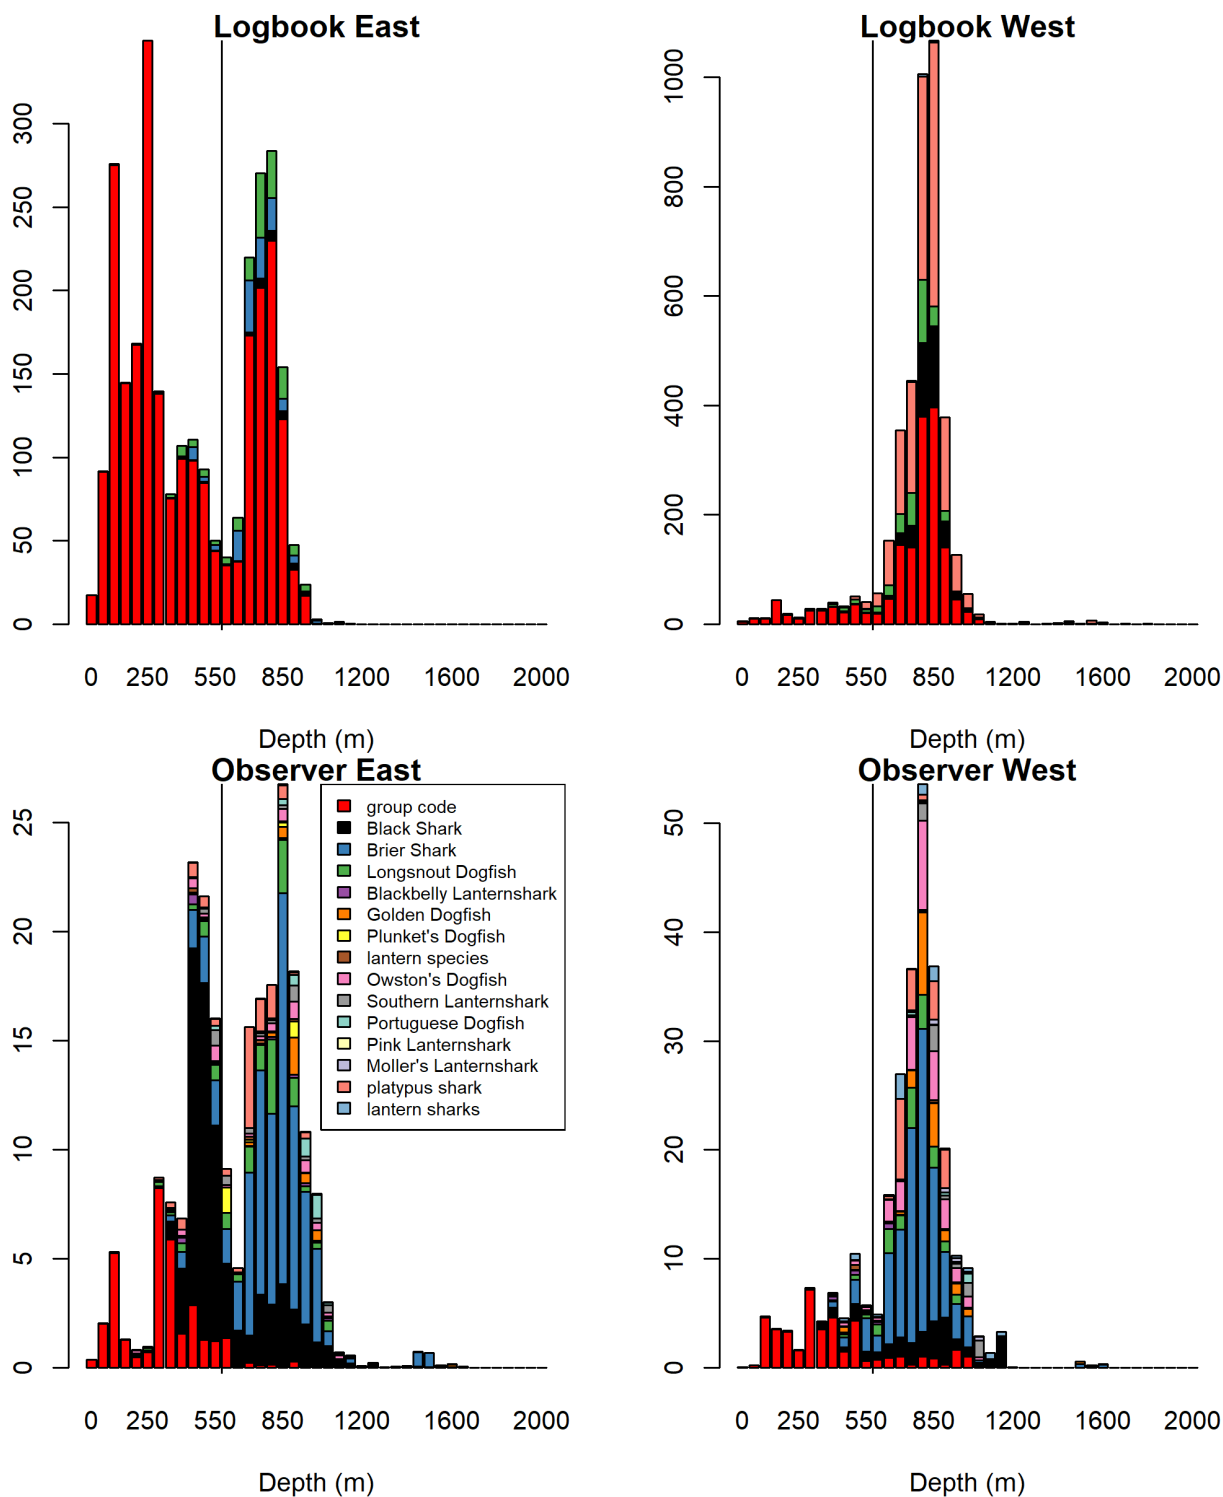 Logbook East
0 50 100 150 200 250 300
0 250 550 850 1200 1600 2000
Depth (m)
Logbook West
0 200 400 600 800 1000
0 250 550 850 1200 1600 2000
Depth (m)
Observer East
0 5 10 15 20 25
group code
Black Shark
Brier Shark
Longsnout Dogfish
Blackbelly Lanternshark
Golden Dogfish
Plunket's Dogfish
lantern species
Owston's Dogfish
Southern Lanternshark
Portuguese Dogfish
Pink Lanternshark
Moller's Lanternshark
platypus shark
lantern sharks
0 250 550 850 1200 1600 2000
Depth (m)
Observer West
0 10 20 30 40 50
0 250 550 850 1200 1600 2000
Depth (m)